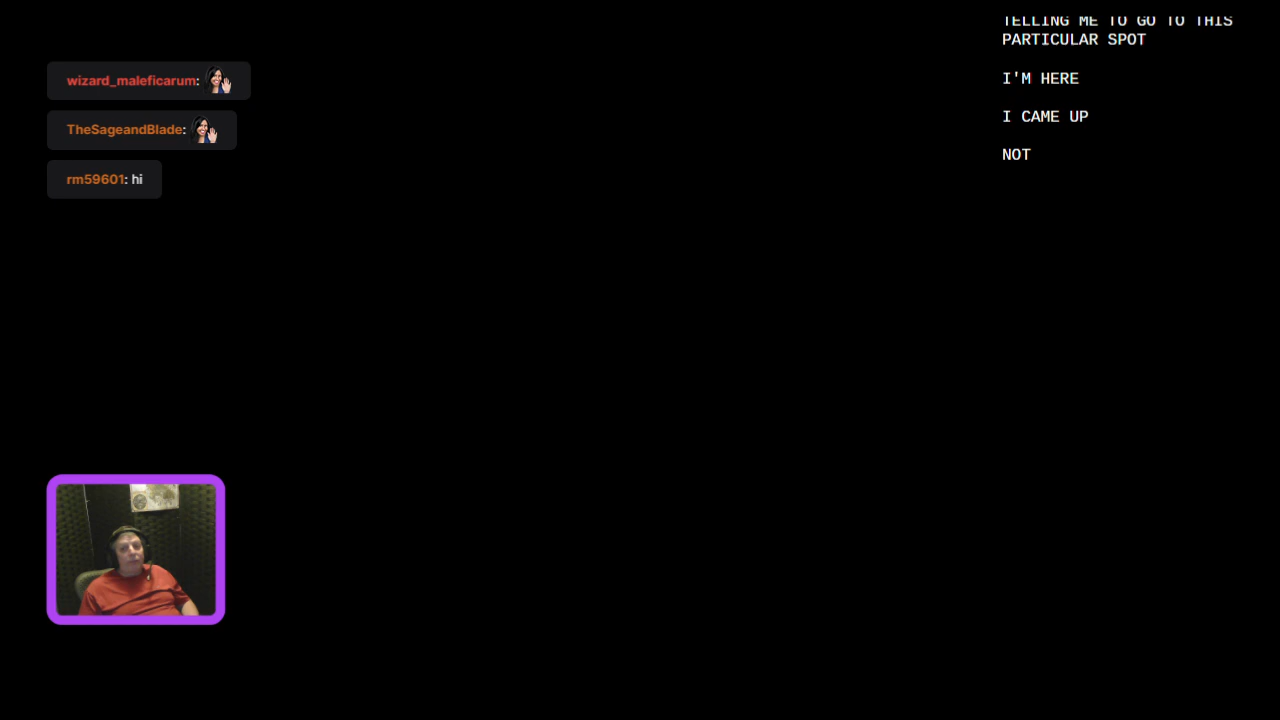 wizard_maleficarum:
TheSageandBlade:
rm59601: hi
TELLING ME TO GO TO THIS
PARTICULAR SPOT
I'M HERE
I CAME UP
NOT